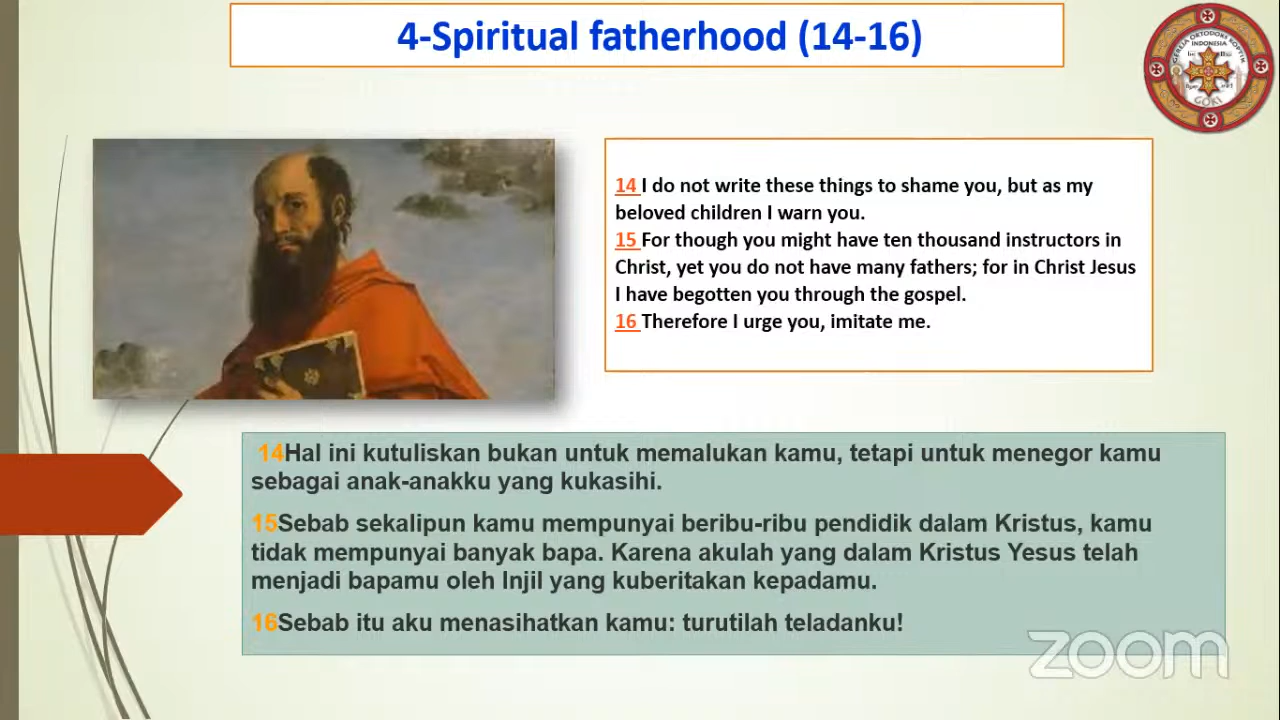 4-Spiritual fatherhood (14-16)
GEREJA ORTODOKS KOPTIK
INDONESIA
GOKI
14 I do not write these things to shame you, but as my
beloved children I warn you.
15 For though you might have ten thousand instructors in
Christ, yet you do not have many fathers; for in Christ Jesus
I have begotten you through the gospel.
16 Therefore I urge you, imitate me.
14Hal ini kutuliskan bukan untuk memalukan kamu, tetapi untuk menegor kamu
sebagai anak-anakku yang kukasihi.
15Sebab sekalipun kamu mempunyai beribu-ribu pendidik dalam Kristus, kamu
tidak mempunyai banyak bapa. Karena akulah yang dalam Kristus Yesus telah
menjadi bapamu oleh Injil yang kuberitakan kepadamu.
16Sebab itu aku menasihatkan kamu: turutilah teladanku!
zoom